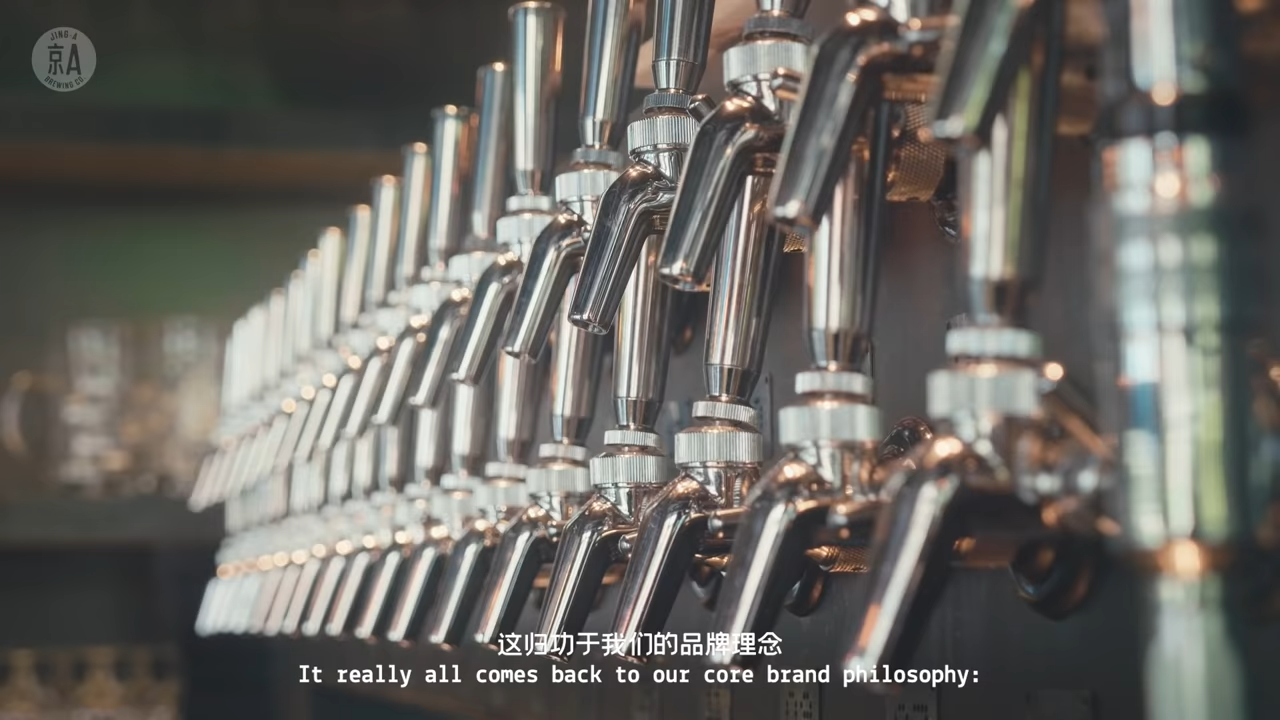 JING-A
京A
BREWING CO.
这归功于我们的品牌理念
It really all comes back to our core brand philosophy: